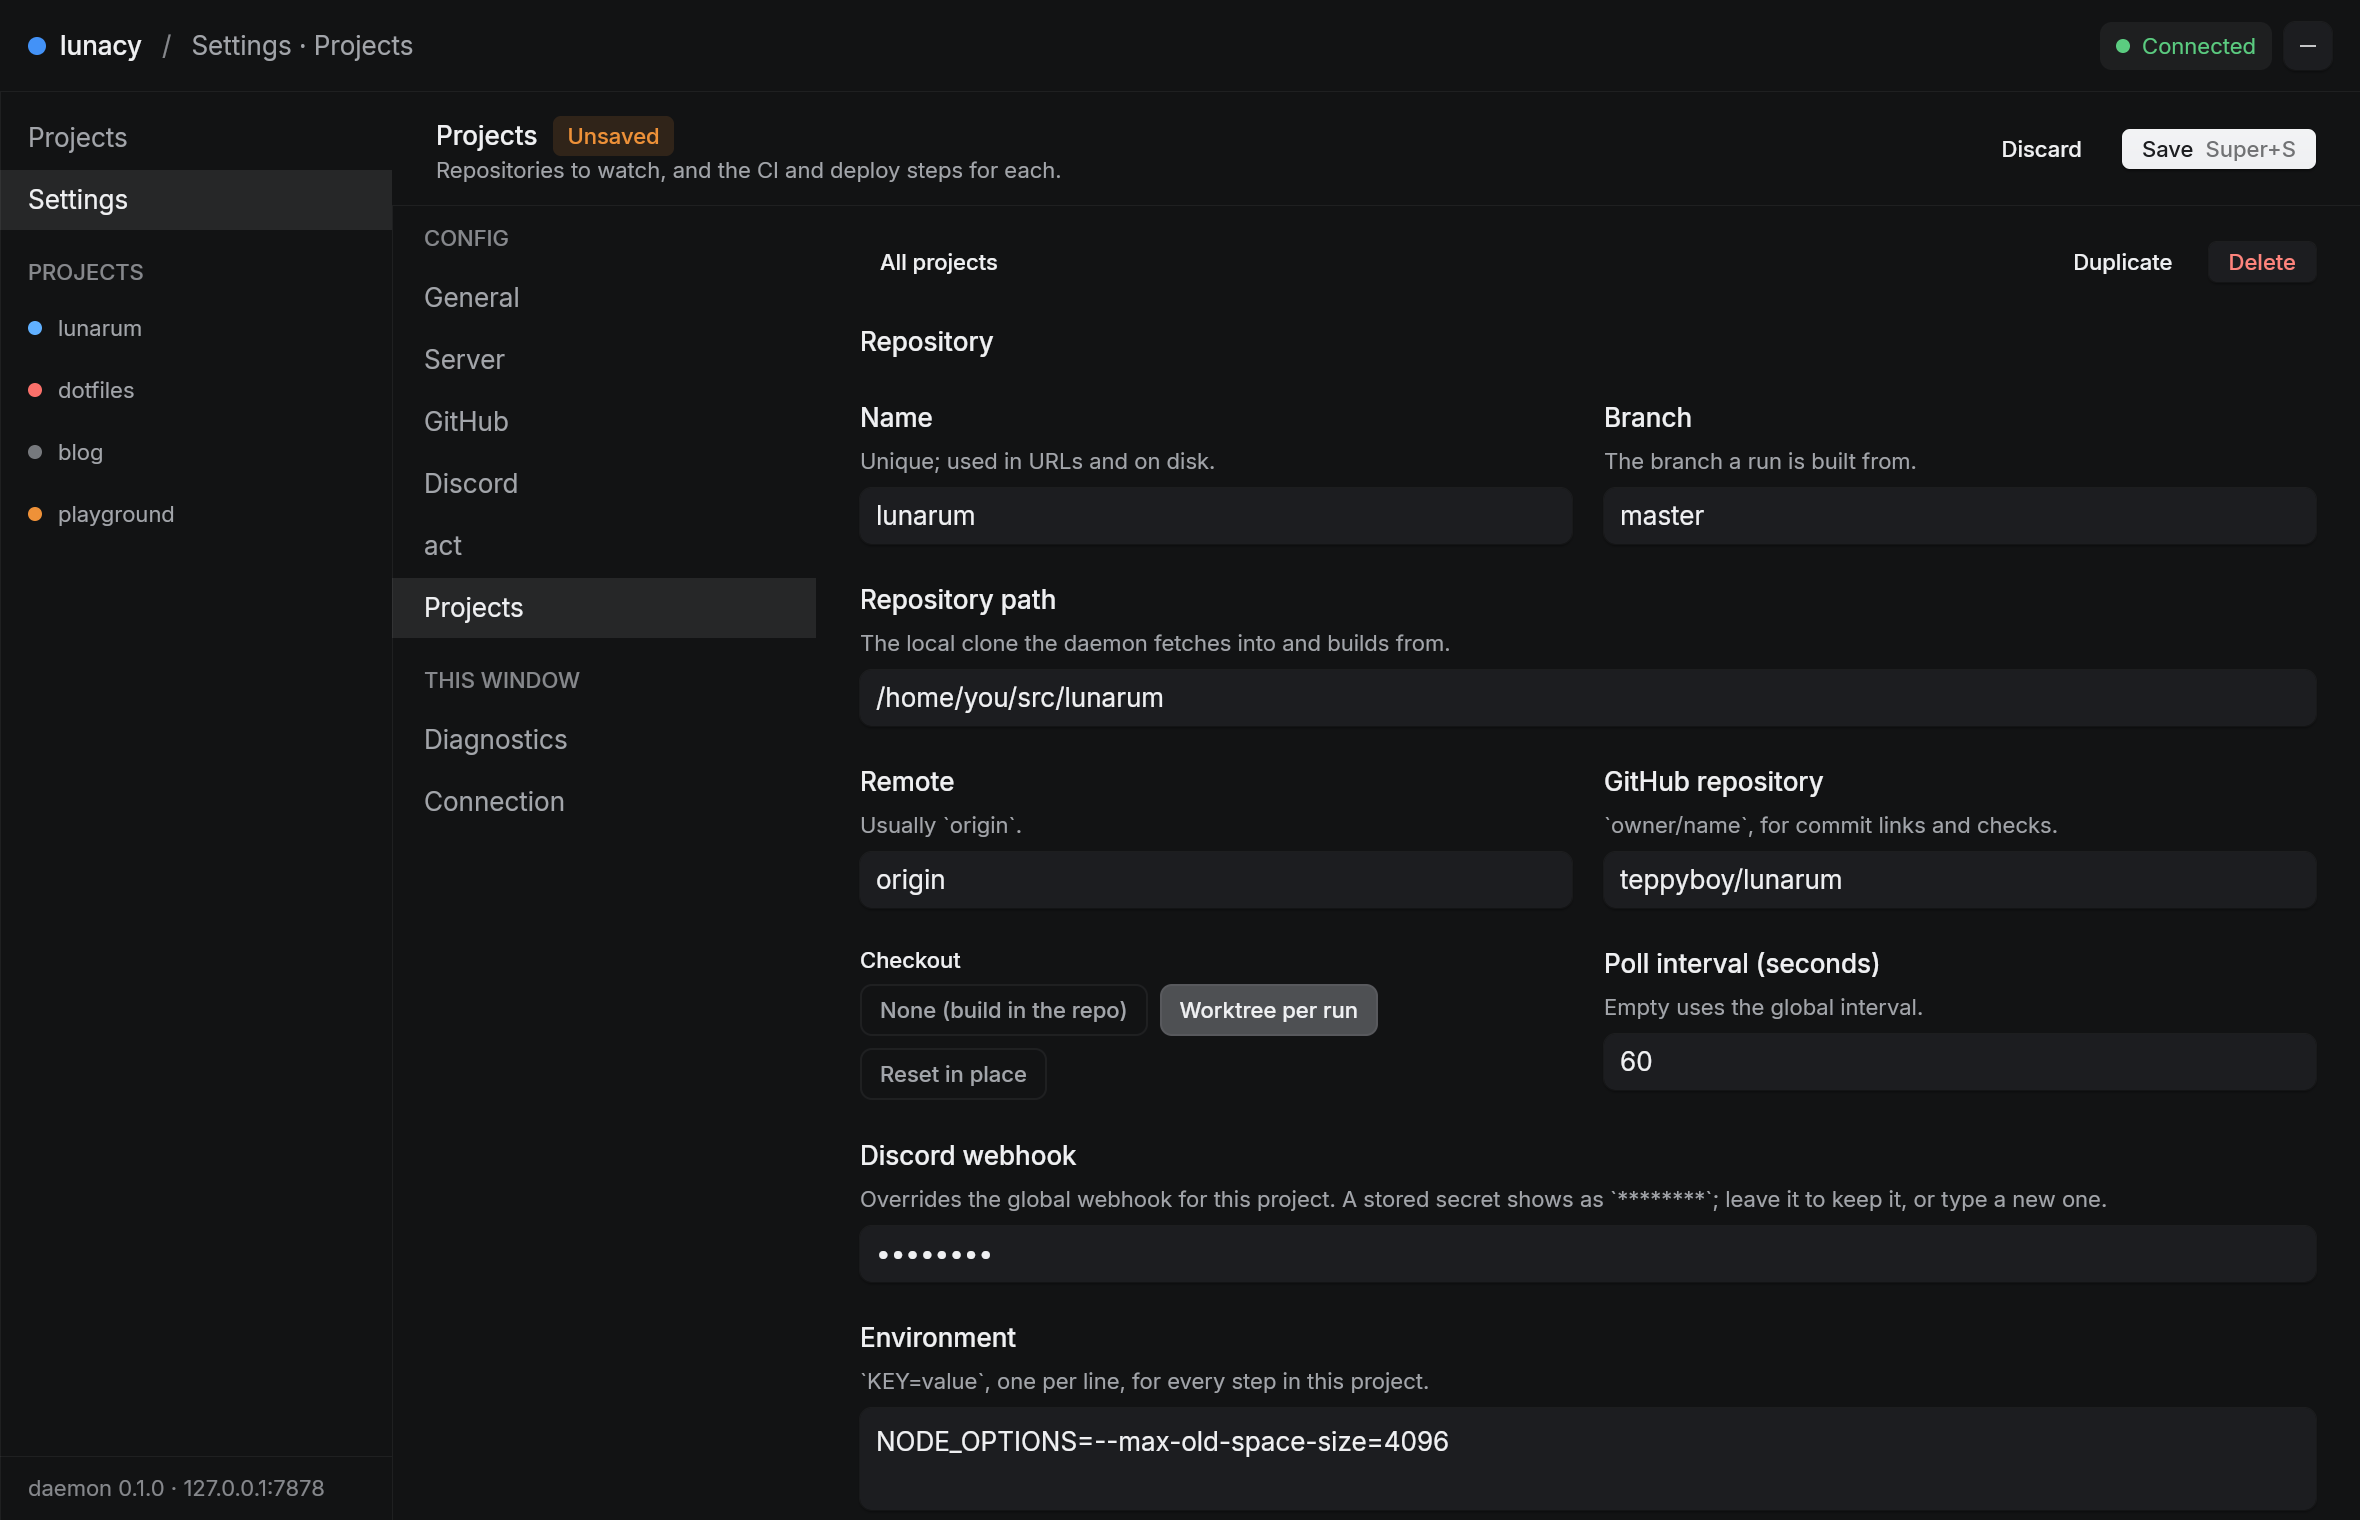 lunacy / Settings · Projects
Connected
Projects
Settings
PROJECTS
lunarum
dotfiles
blog
playground
daemon 0.1.0 · 127.0.0.1:7878
Projects Unsaved
Repositories to watch, and the CI and deploy steps for each.
Discard
Save Super+S
CONFIG
General
Server
GitHub
Discord
act
Projects
THIS WINDOW
Diagnostics
Connection
All projects
Duplicate
Delete
Repository
Name
Unique; used in URLs and on disk.
lunarum
Branch
The branch a run is built from.
master
Repository path
The local clone the daemon fetches into and builds from.
/home/you/src/lunarum
Remote
Usually `origin`.
origin
GitHub repository
`owner/name`, for commit links and checks.
teppyboy/lunarum
Checkout
None (build in the repo)
Worktree per run
Reset in place
Poll interval (seconds)
Empty uses the global interval.
60
Discord webhook
Overrides the global webhook for this project. A stored secret shows as `********`; leave it to keep it, or type a new one.
••••••••
Environment
`KEY=value`, one per line, for every step in this project.
NODE_OPTIONS=--max-old-space-size=4096